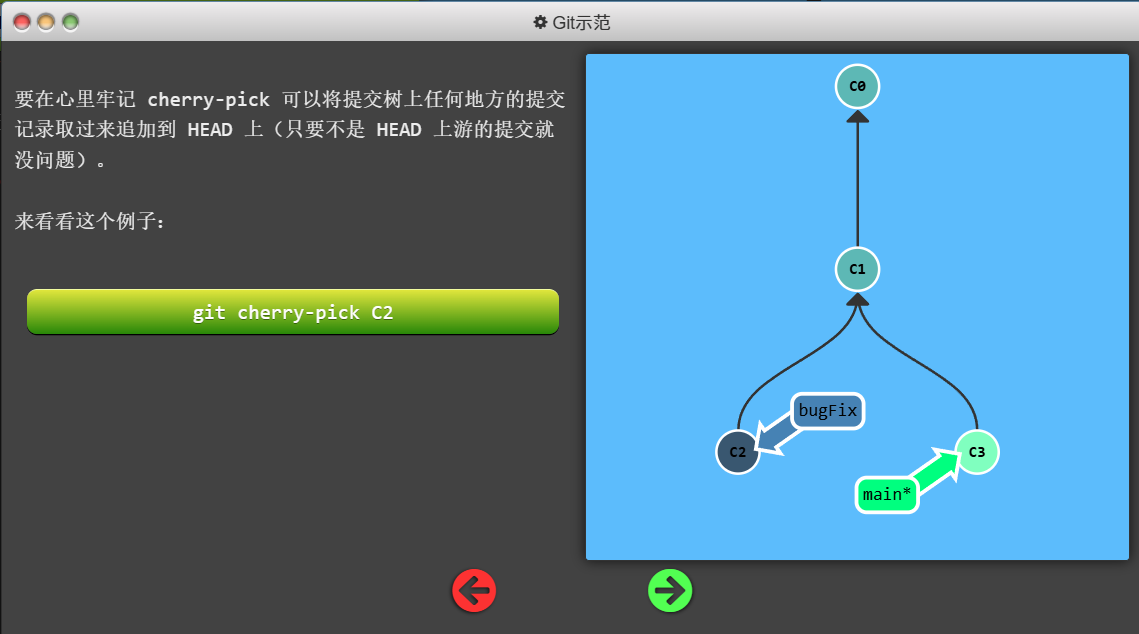 Git示范
要在心里牢记 cherry-pick 可以将提交树上任何地方的提交
记录取过来追加到 HEAD 上（只要不是 HEAD 上游的提交就
没问题）。
来看看这个例子：
git cherry-pick C2
C0
C1
bugFix
C2
C3
main*